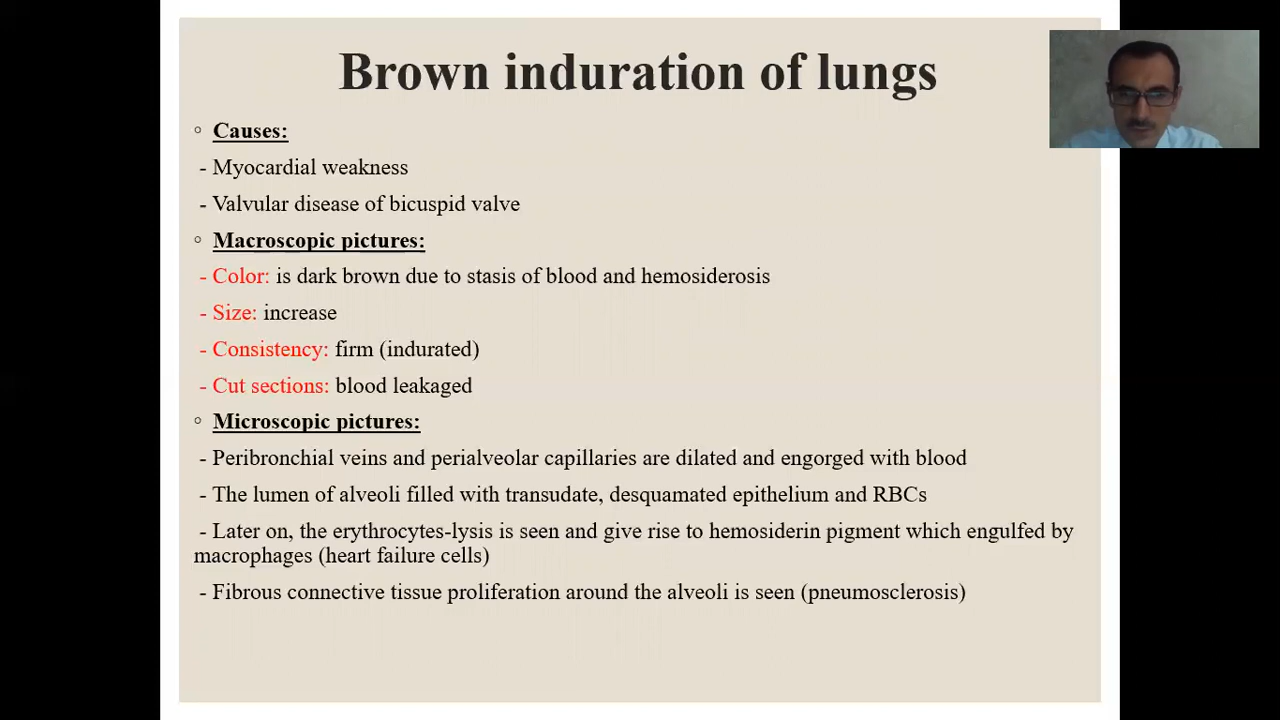 Brown induration of lungs
◦ Causes:
- Myocardial weakness
- Valvular disease of bicuspid valve
◦ Macroscopic pictures:
- Color: is dark brown due to stasis of blood and hemosiderosis
- Size: increase
- Consistency: firm (indurated)
- Cut sections: blood leakaged
◦ Microscopic pictures:
- Peribronchial veins and perialveolar capillaries are dilated and engorged with blood
- The lumen of alveoli filled with transudate, desquamated epithelium and RBCs
- Later on, the erythrocytes-lysis is seen and give rise to hemosiderin pigment which engulfed by
macrophages (heart failure cells)
- Fibrous connective tissue proliferation around the alveoli is seen (pneumosclerosis)